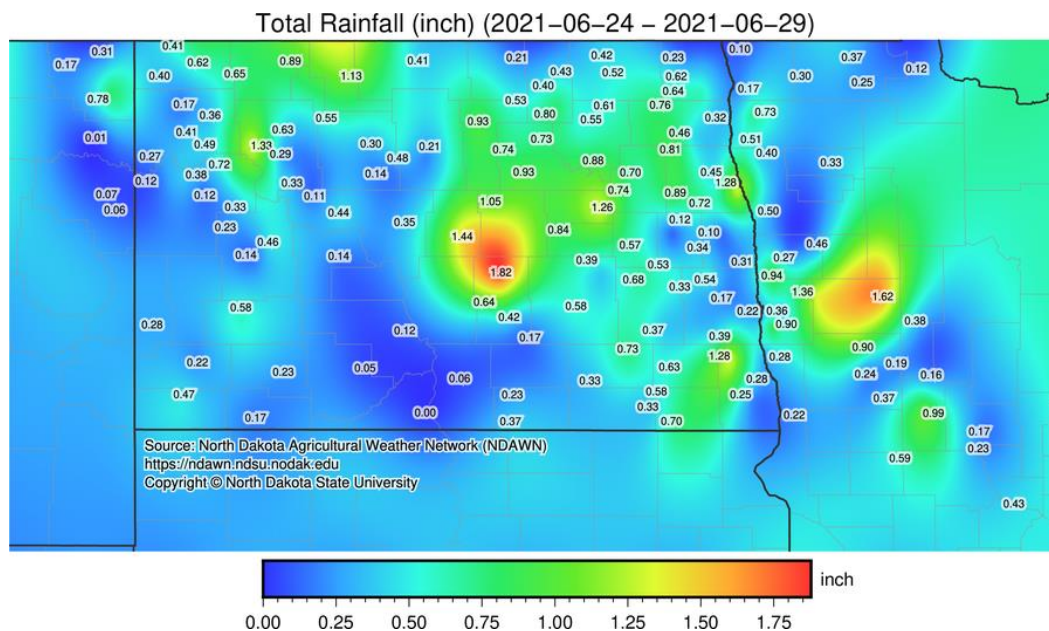 Total Rainfall (inch) (2021−06−24 − 2021−06−29)
0.31 0.41 0.10
0.17 0.62 0.89 0.41 0.21 0.42 0.23 0.37
0.40 0.65 1.13 0.43 0.52 0.62 0.30 0.25 0.12
0.78 0.17 0.53 0.40 0.61 0.76 0.64 0.17
0.36 0.55 0.93 0.80 0.55 0.32 0.73
0.01 0.41 0.63 0.73 0.46 0.51
0.27 0.49 1.33 0.29 0.30 0.48 0.21 0.74 0.88 0.81 0.40 0.33
0.12 0.38 0.72 0.33 0.14 0.93 0.70 0.45 1.28
0.07 0.12 0.11 1.05 0.74 0.89 0.72
0.06 0.33 0.44 0.35 1.26 0.12 0.50
0.23 0.46 1.44 0.84 0.57 0.10 0.34 0.46
0.14 0.14 1.82 0.39 0.53 0.31 0.27
0.58 0.64 0.68 0.33 0.54 0.94
0.28 0.12 0.42 0.58 0.17 0.22 0.36 1.36 1.62
0.17 0.37 0.39 0.90 0.38
0.22 0.05 0.73 1.28 0.28 0.90
0.23 0.06 0.33 0.63 0.28 0.24 0.19 0.16
0.47 0.23 0.58 0.25 0.37
0.17 0.00 0.37 0.33 0.70 0.22 0.99
0.17
0.23
0.59
0.43
Source: North Dakota Agricultural Weather Network (NDAWN)
https://ndawn.ndsu.nodak.edu
Copyright © North Dakota State University
inch
0.00 0.25 0.50 0.75 1.00 1.25 1.50 1.75